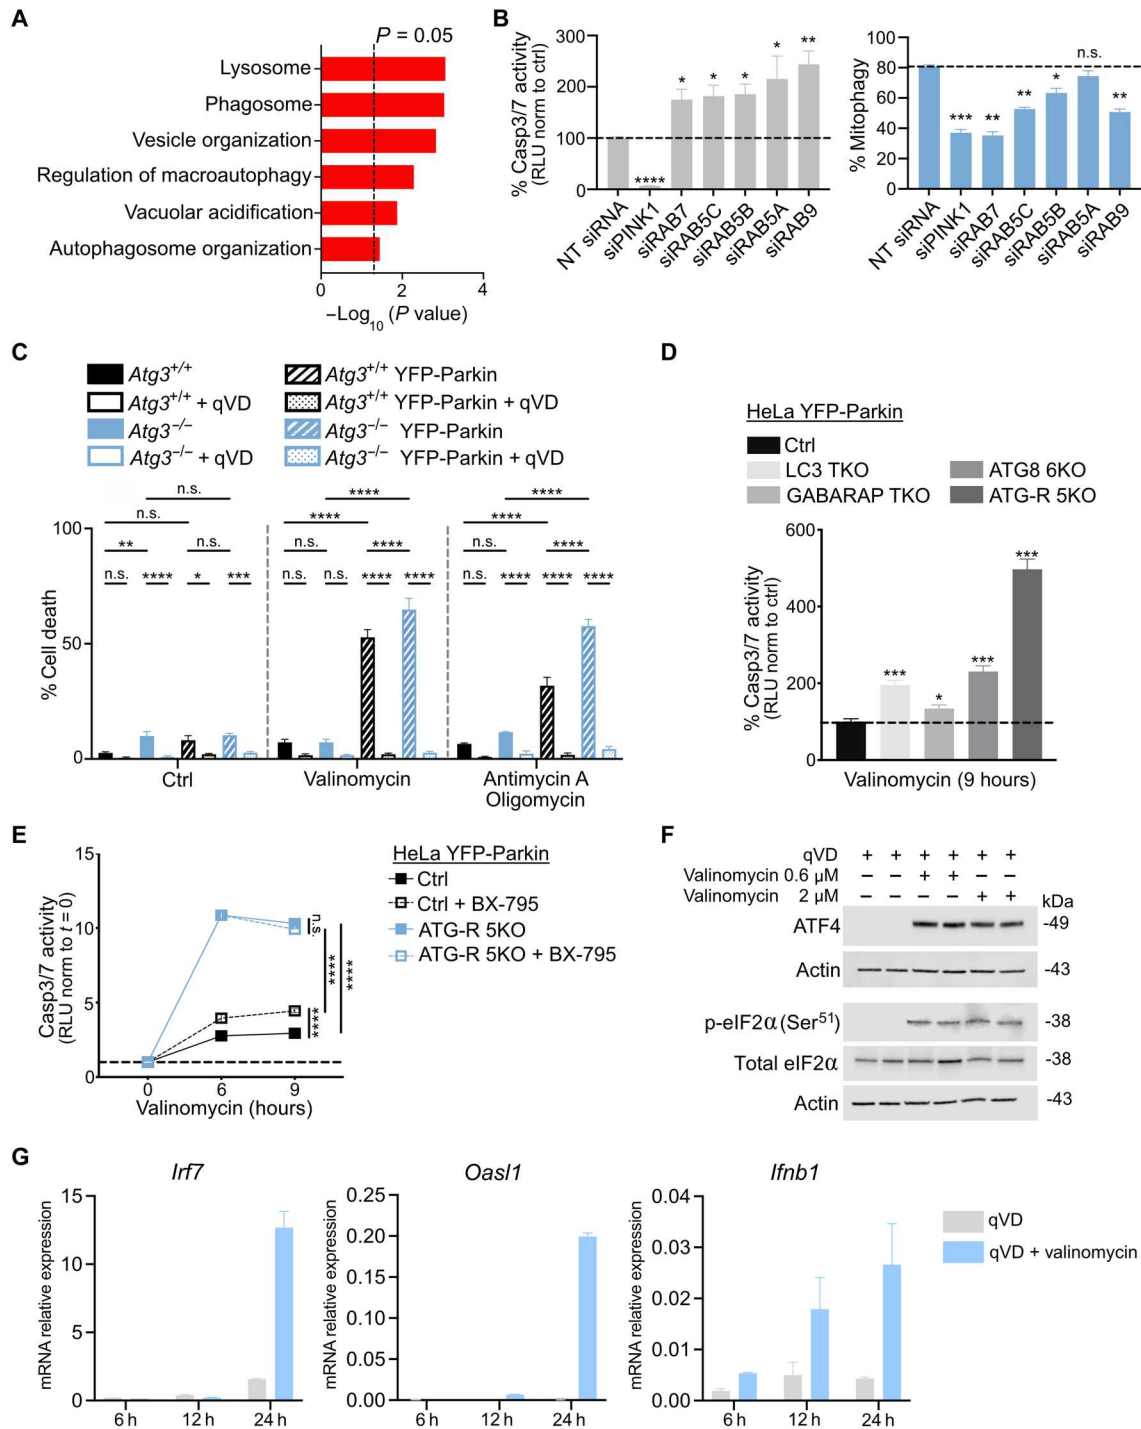 A
P = 0.05
Lysosome
Phagosome
Vesicle organization
Regulation of macroautophagy
Vacuolar acidification
Autophagosome organization
0 2 4
−Log10 (P value)
B
% Casp3/7 activity
(RLU norm to ctrl)
300
200
100
0
* * * * **
****
NT siRNA
siPINK1
siRAB7
siRAB5C
siRAB5B
siRAB5A
siRAB9
% Mitophagy
100
80
60
40
20
0
*** ** ** * n.s. **
NT siRNA
siPINK1
siRAB7
siRAB5C
siRAB5B
siRAB5A
siRAB9
C
Atg3+/+
Atg3+/+ + qVD
Atg3−/−
Atg3−/− + qVD
Atg3+/+ YFP-Parkin
Atg3+/+ YFP-Parkin + qVD
Atg3−/− YFP-Parkin
Atg3−/− YFP-Parkin + qVD
% Cell death
100
50
0
n.s. **** ****
n.s. **** ****
** n.s. n.s. **** n.s. ****
n.s. **** * *** n.s. n.s. **** **** n.s. **** **** ****
Ctrl
Valinomycin
Antimycin A
Oligomycin
D
HeLa YFP-Parkin
Ctrl
LC3 TKO
GABARAP TKO
ATG8 6KO
ATG-R 5KO
% Casp3/7 activity
(RLU norm to ctrl)
600
400
200
0
*** * *** ***
Valinomycin (9 hours)
E
Casp3/7 activity
(RLU norm to t = 0)
15
10
5
0
n.s.
****
****
****
0 6 9
Valinomycin (hours)
HeLa YFP-Parkin
Ctrl
Ctrl + BX-795
ATG-R 5KO
ATG-R 5KO + BX-795
F
qVD + + + + + +
Valinomycin 0.6 μM − − + + − −
Valinomycin 2 μM − − − − + +
kDa
ATF4 -49
Actin -43
p-eIF2α (Ser51) -38
Total eIF2α -38
Actin -43
G
Irf7
mRNA relative expression
15
10
5
0
6 h 12 h 24 h
Oasl1
mRNA relative expression
0.25
0.20
0.15
0.10
0.05
0.00
6 h 12 h 24 h
Ifnb1
mRNA relative expression
0.04
0.03
0.02
0.01
0.00
6 h 12 h 24 h
qVD
qVD + valinomycin